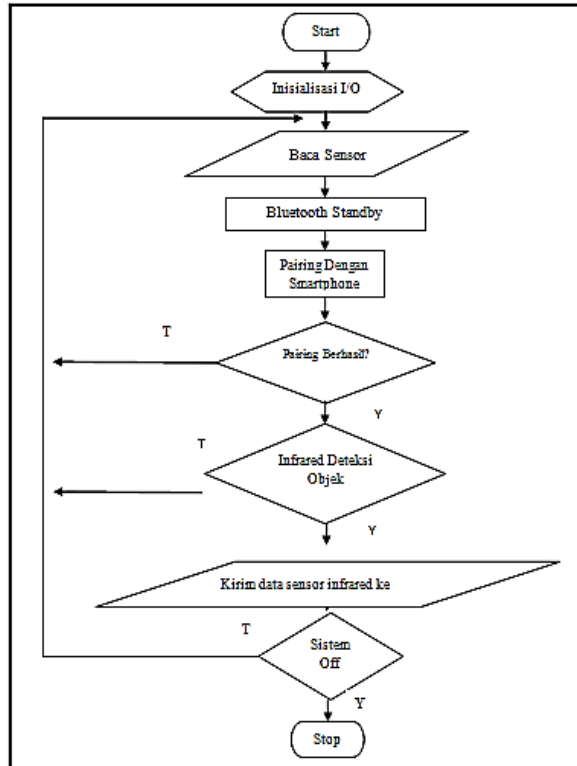 Start
Inisialisasi I/O
Baca Sensor
Bluetooth Standby
Pairing Dengan
Smartphone
T
Pairing Berhasil?
Y
T
Infrared Deteksi
Objek
Y
Kirim data sensor infrared ke
T
Sistem
Off
Y
Stop